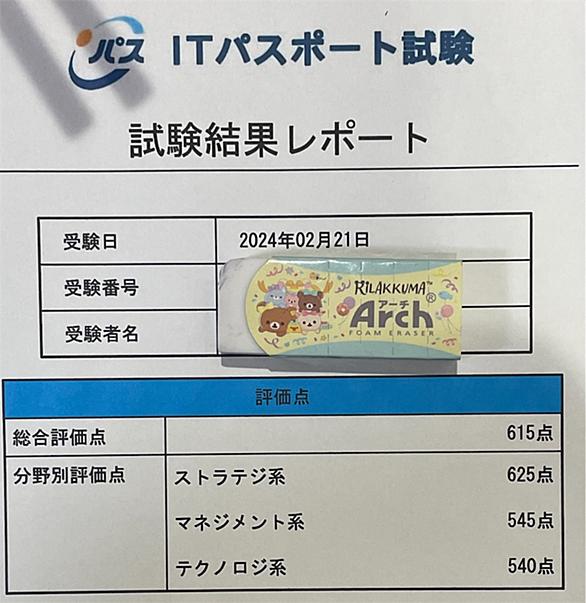 パス ITパスポート試験
試験結果レポート
受験日 2024年02月21日
受験番号
受験者名
RILAKKUMA™
アーチ
Arch®
FOAM ERASER
評価点
総合評価点 615点
分野別評価点 ストラテジ系 625点
マネジメント系 545点
テクノロジ系 540点